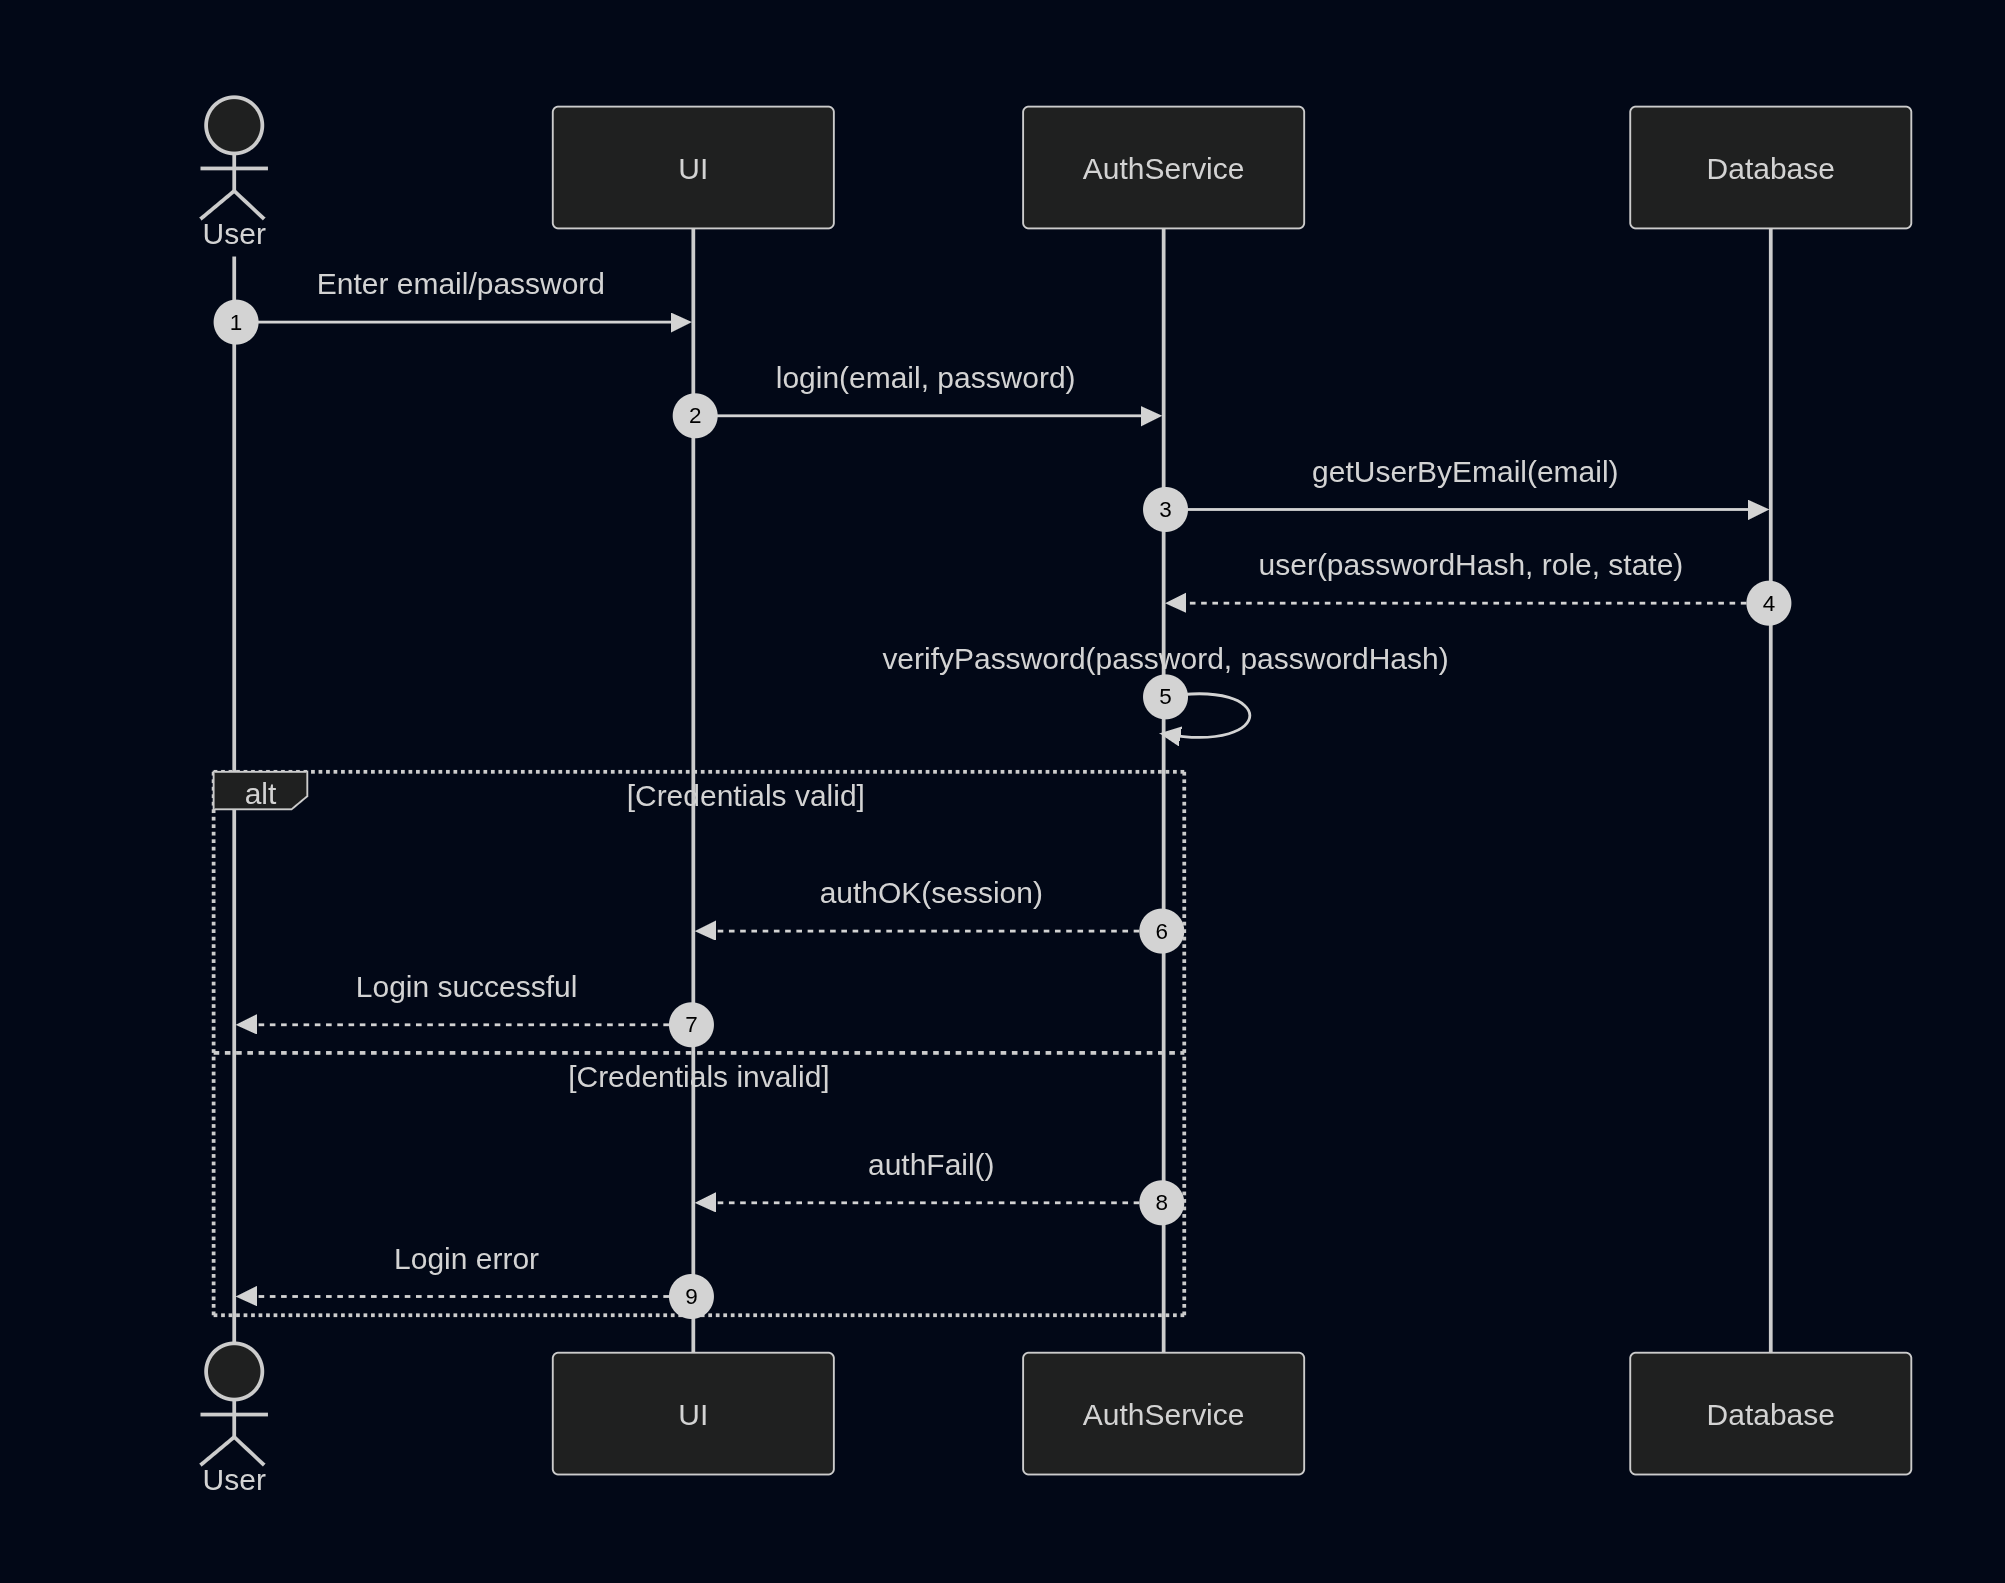 User
UI
AuthService
Database
Enter email/password
1
login(email, password)
2
getUserByEmail(email)
3
user(passwordHash, role, state)
4
verifyPassword(password, passwordHash)
5
alt
[Credentials valid]
authOK(session)
6
Login successful
7
[Credentials invalid]
authFail()
8
Login error
9
User
UI
AuthService
Database